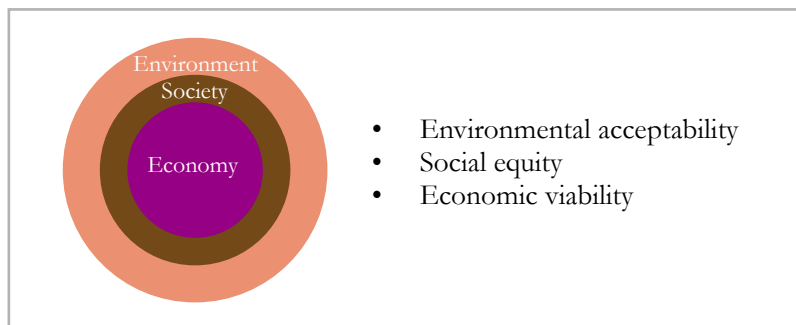 Environment
Society
Economy
• Environmental acceptability
• Social equity
• Economic viability